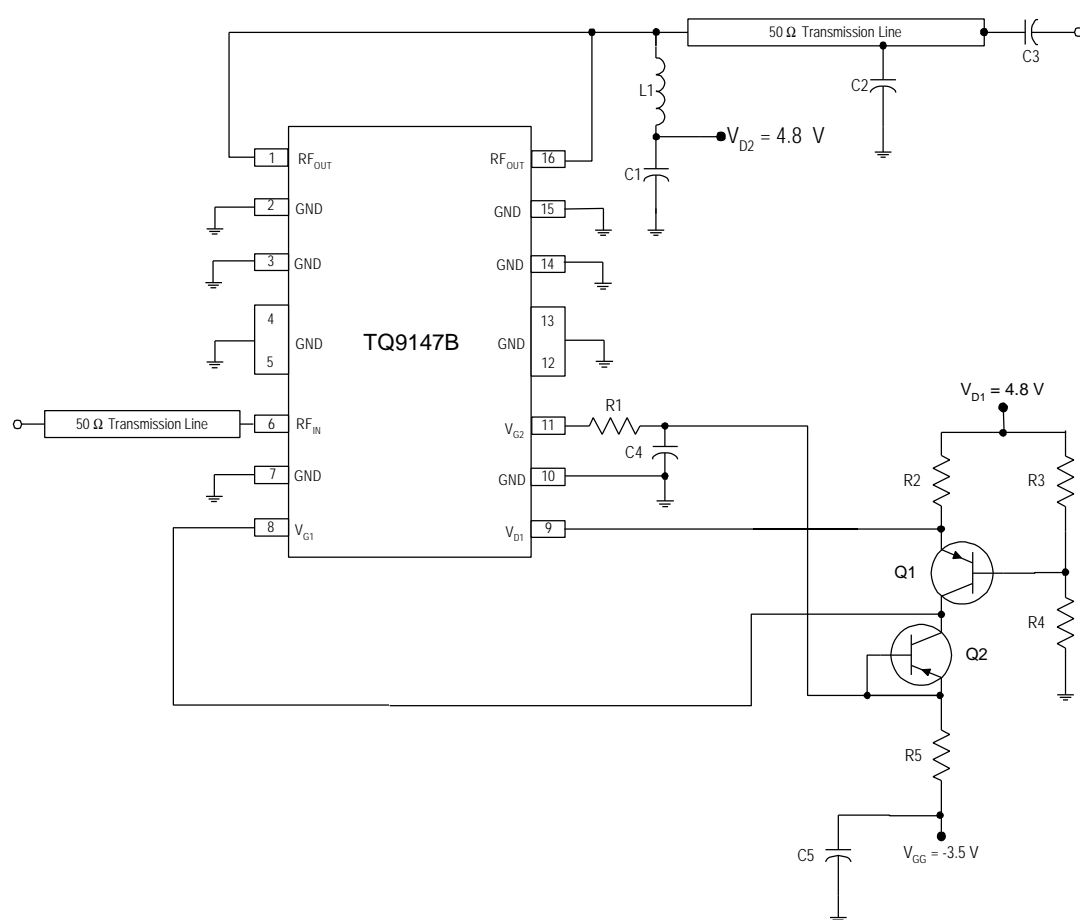 50 Ω Transmission Line
C3
L1
C2
V_D2 = 4.8 V
C1
1 RF_OUT
RF_OUT 16
2 GND
GND 15
3 GND
GND 14
4
5
GND
TQ9147B
GND
13
12
V_D1 = 4.8 V
50 Ω Transmission Line
6 RF_IN
V_G2 11
R1
C4
7 GND
GND 10
R2
R3
8 V_G1
V_D1 9
Q1
R4
Q2
R5
C5
V_GG = -3.5 V